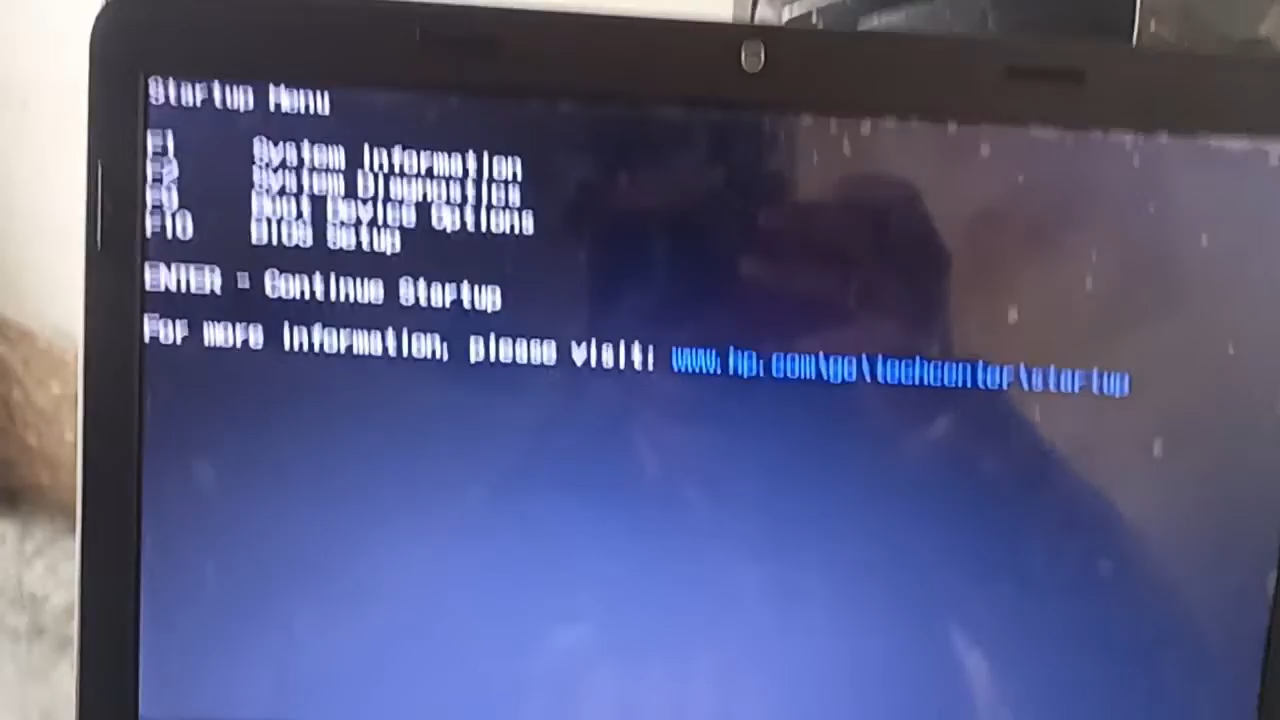 Startup Menu
F1 System Information
F2 System Diagnostics
F9 Boot Device Options
F10 BIOS Setup
ENTER = Continue Startup
For more information, please visit: www.hp.com\go\techcenter\startup